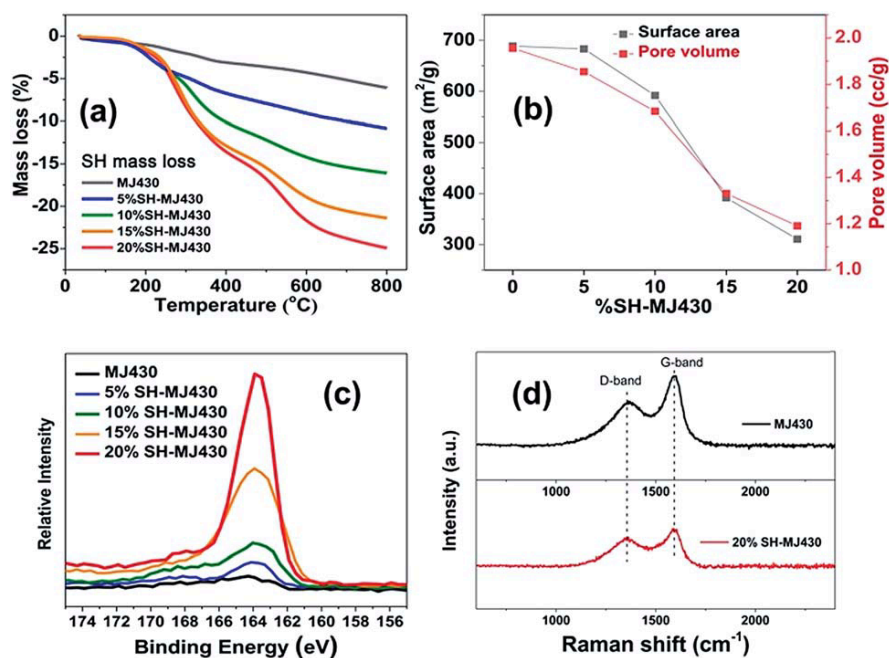 (a)
0
-5
-10
-15
-20
-25
Mass loss (%)
SH mass loss
MJ430
5%SH-MJ430
10%SH-MJ430
15%SH-MJ430
20%SH-MJ430
0 200 400 600 800
Temperature (°C)
(b)
700
600
500
400
300
Surface area (m²/g)
Surface area
Pore volume
2.0
1.8
1.6
1.4
1.2
1.0
Pore volume (cc/g)
0 5 10 15 20
%SH-MJ430
(c)
Relative Intensity
MJ430
5% SH-MJ430
10% SH-MJ430
15% SH-MJ430
20% SH-MJ430
174 172 170 168 166 164 162 160 158 156
Binding Energy (eV)
(d)
Intensity (a.u.)
D-band
G-band
MJ430
1000 1500 2000
20% SH-MJ430
1000 1500 2000
Raman shift (cm⁻¹)